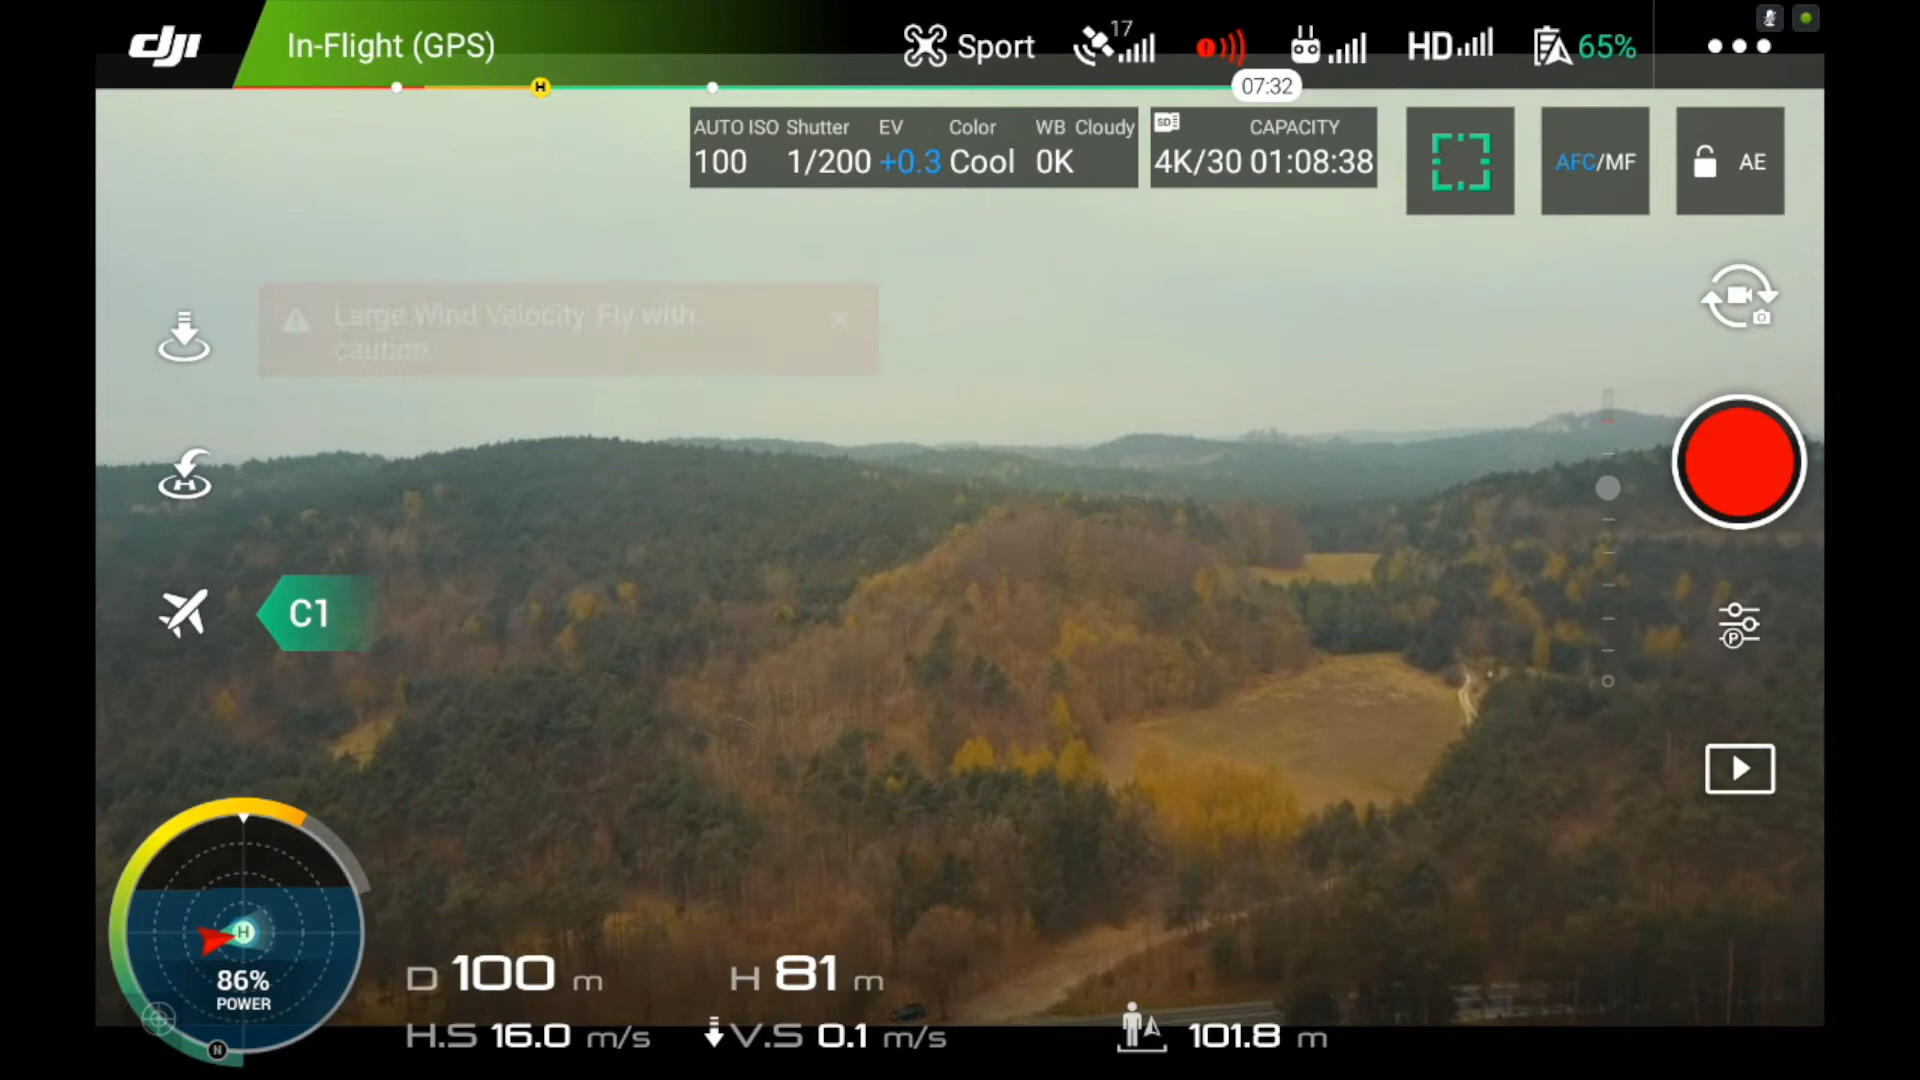 dji
In-Flight (GPS)
Sport
17
HD
65%
H
07:32
AUTO ISO Shutter EV Color WB Cloudy
100 1/200 +0.3 Cool 0K
SD CAPACITY
4K/30 01:08:38
AFC/MF
AE
Large Wind Velocity. Fly with
caution.
H
C1
P
H
86%
POWER
N
D 100 m
H 81 m
H.S 16.0 m/s
V.S 0.1 m/s
101.8 m